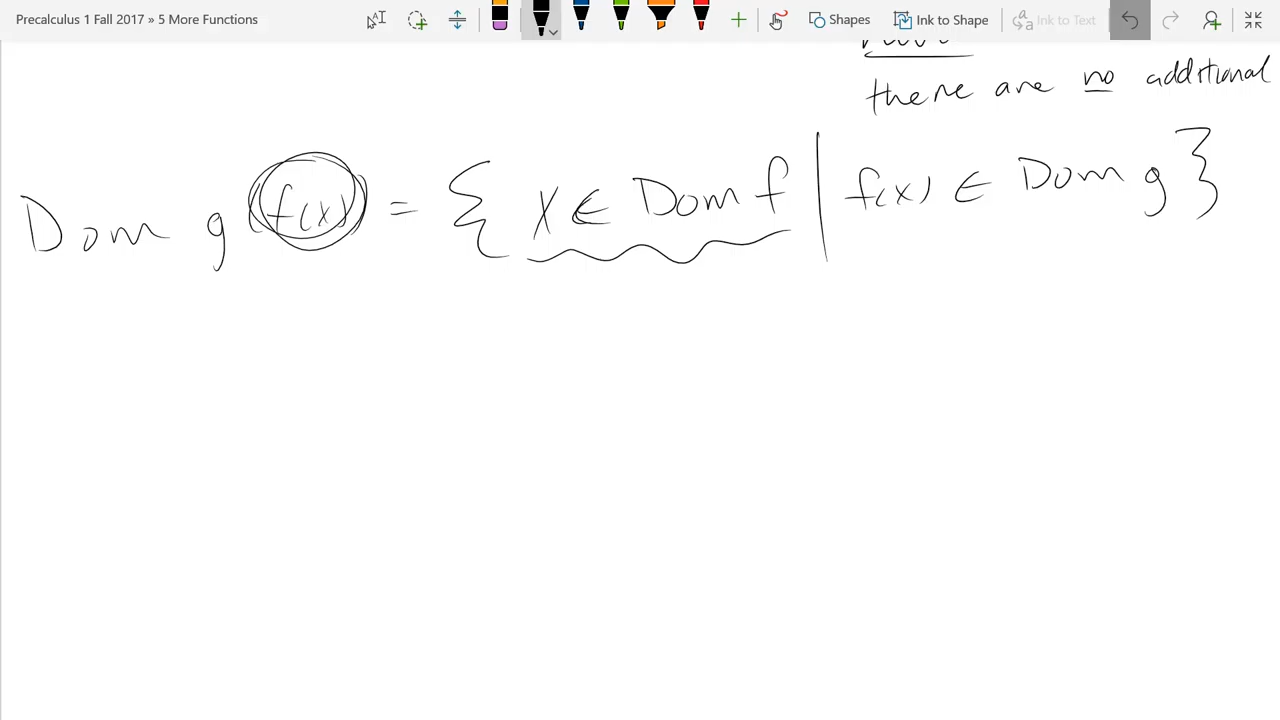 Precalculus 1 Fall 2017 » 5 More Functions
Shapes
Ink to Shape
Ink to Text
there are no additional
Dom g(f(x)) = { x ∈ Dom f | f(x) ∈ Dom g }